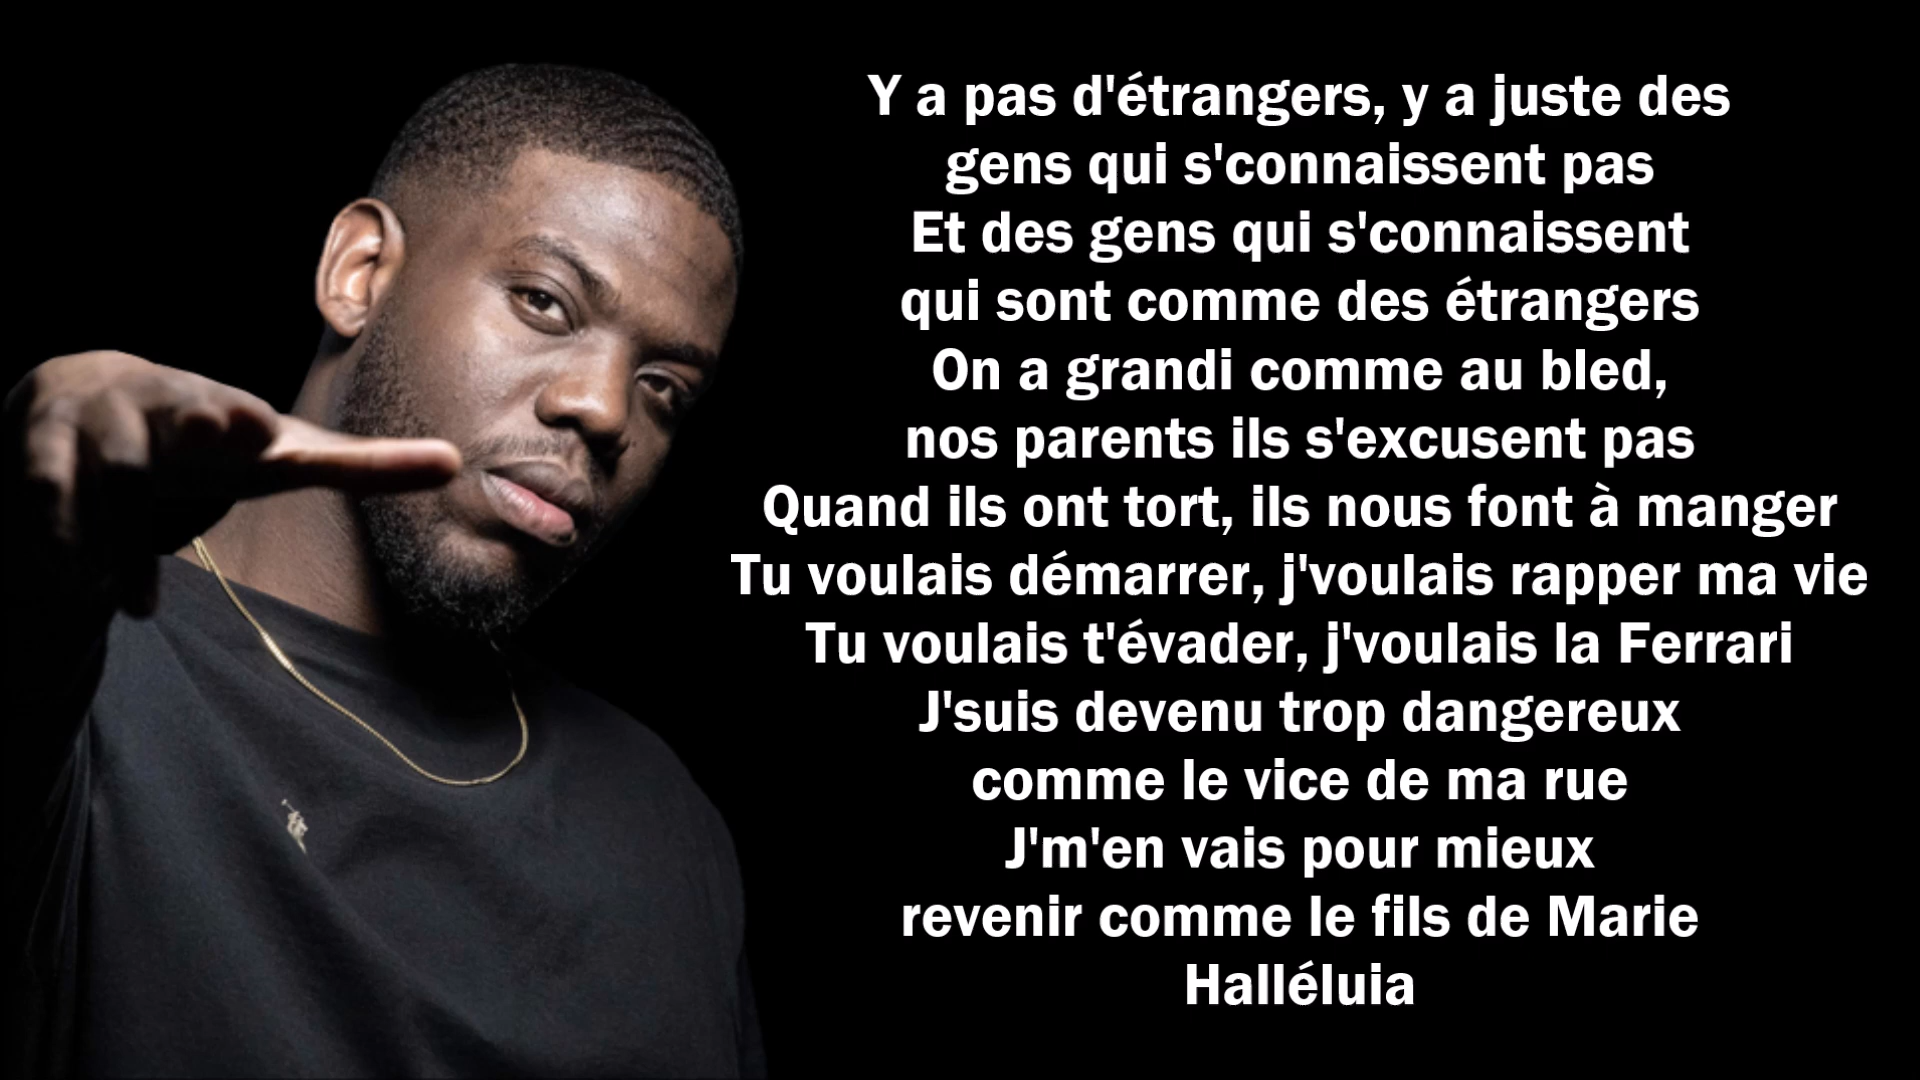 Y a pas d'étrangers, y a juste des
gens qui s'connaissent pas
Et des gens qui s'connaissent
qui sont comme des étrangers
On a grandi comme au bled,
nos parents ils s'excusent pas
Quand ils ont tort, ils nous font à manger
Tu voulais démarrer, j'voulais rapper ma vie
Tu voulais t'évader, j'voulais la Ferrari
J'suis devenu trop dangereux
comme le vice de ma rue
J'm'en vais pour mieux
revenir comme le fils de Marie
Halléluia